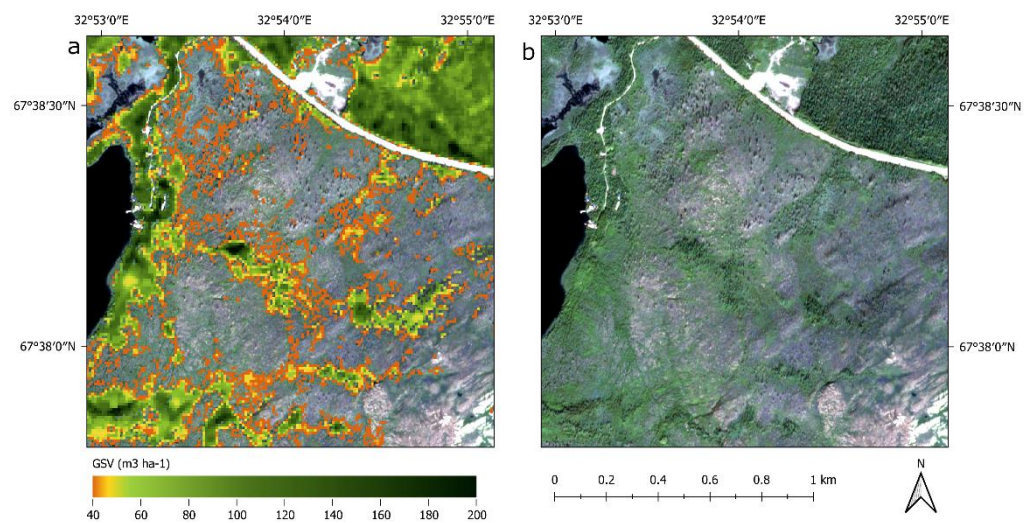 32°53′0″E 32°54′0″E 32°55′0″E 32°53′0″E 32°54′0″E 32°55′0″E
a b
67°38′30″N 67°38′30″N
67°38′0″N 67°38′0″N
GSV (m3 ha-1)
40 60 80 100 120 140 160 180 200
0 0.2 0.4 0.6 0.8 1 km
N